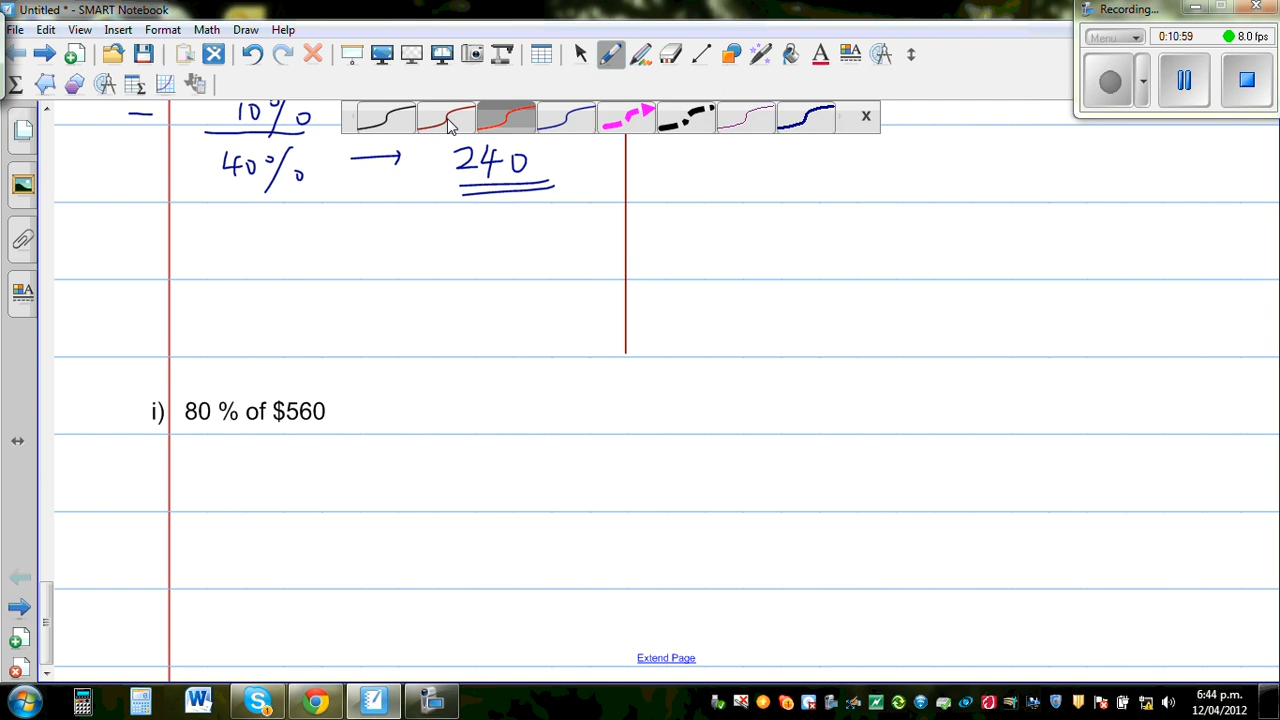 Untitled * - SMART Notebook
Recording...
File Edit View Insert Format Math Draw Help
Menu 0:10:59 8.0 fps
— 10%
40% → 240
x
i) 80 % of $560
Extend Page
6:44 p.m.
12/04/2012